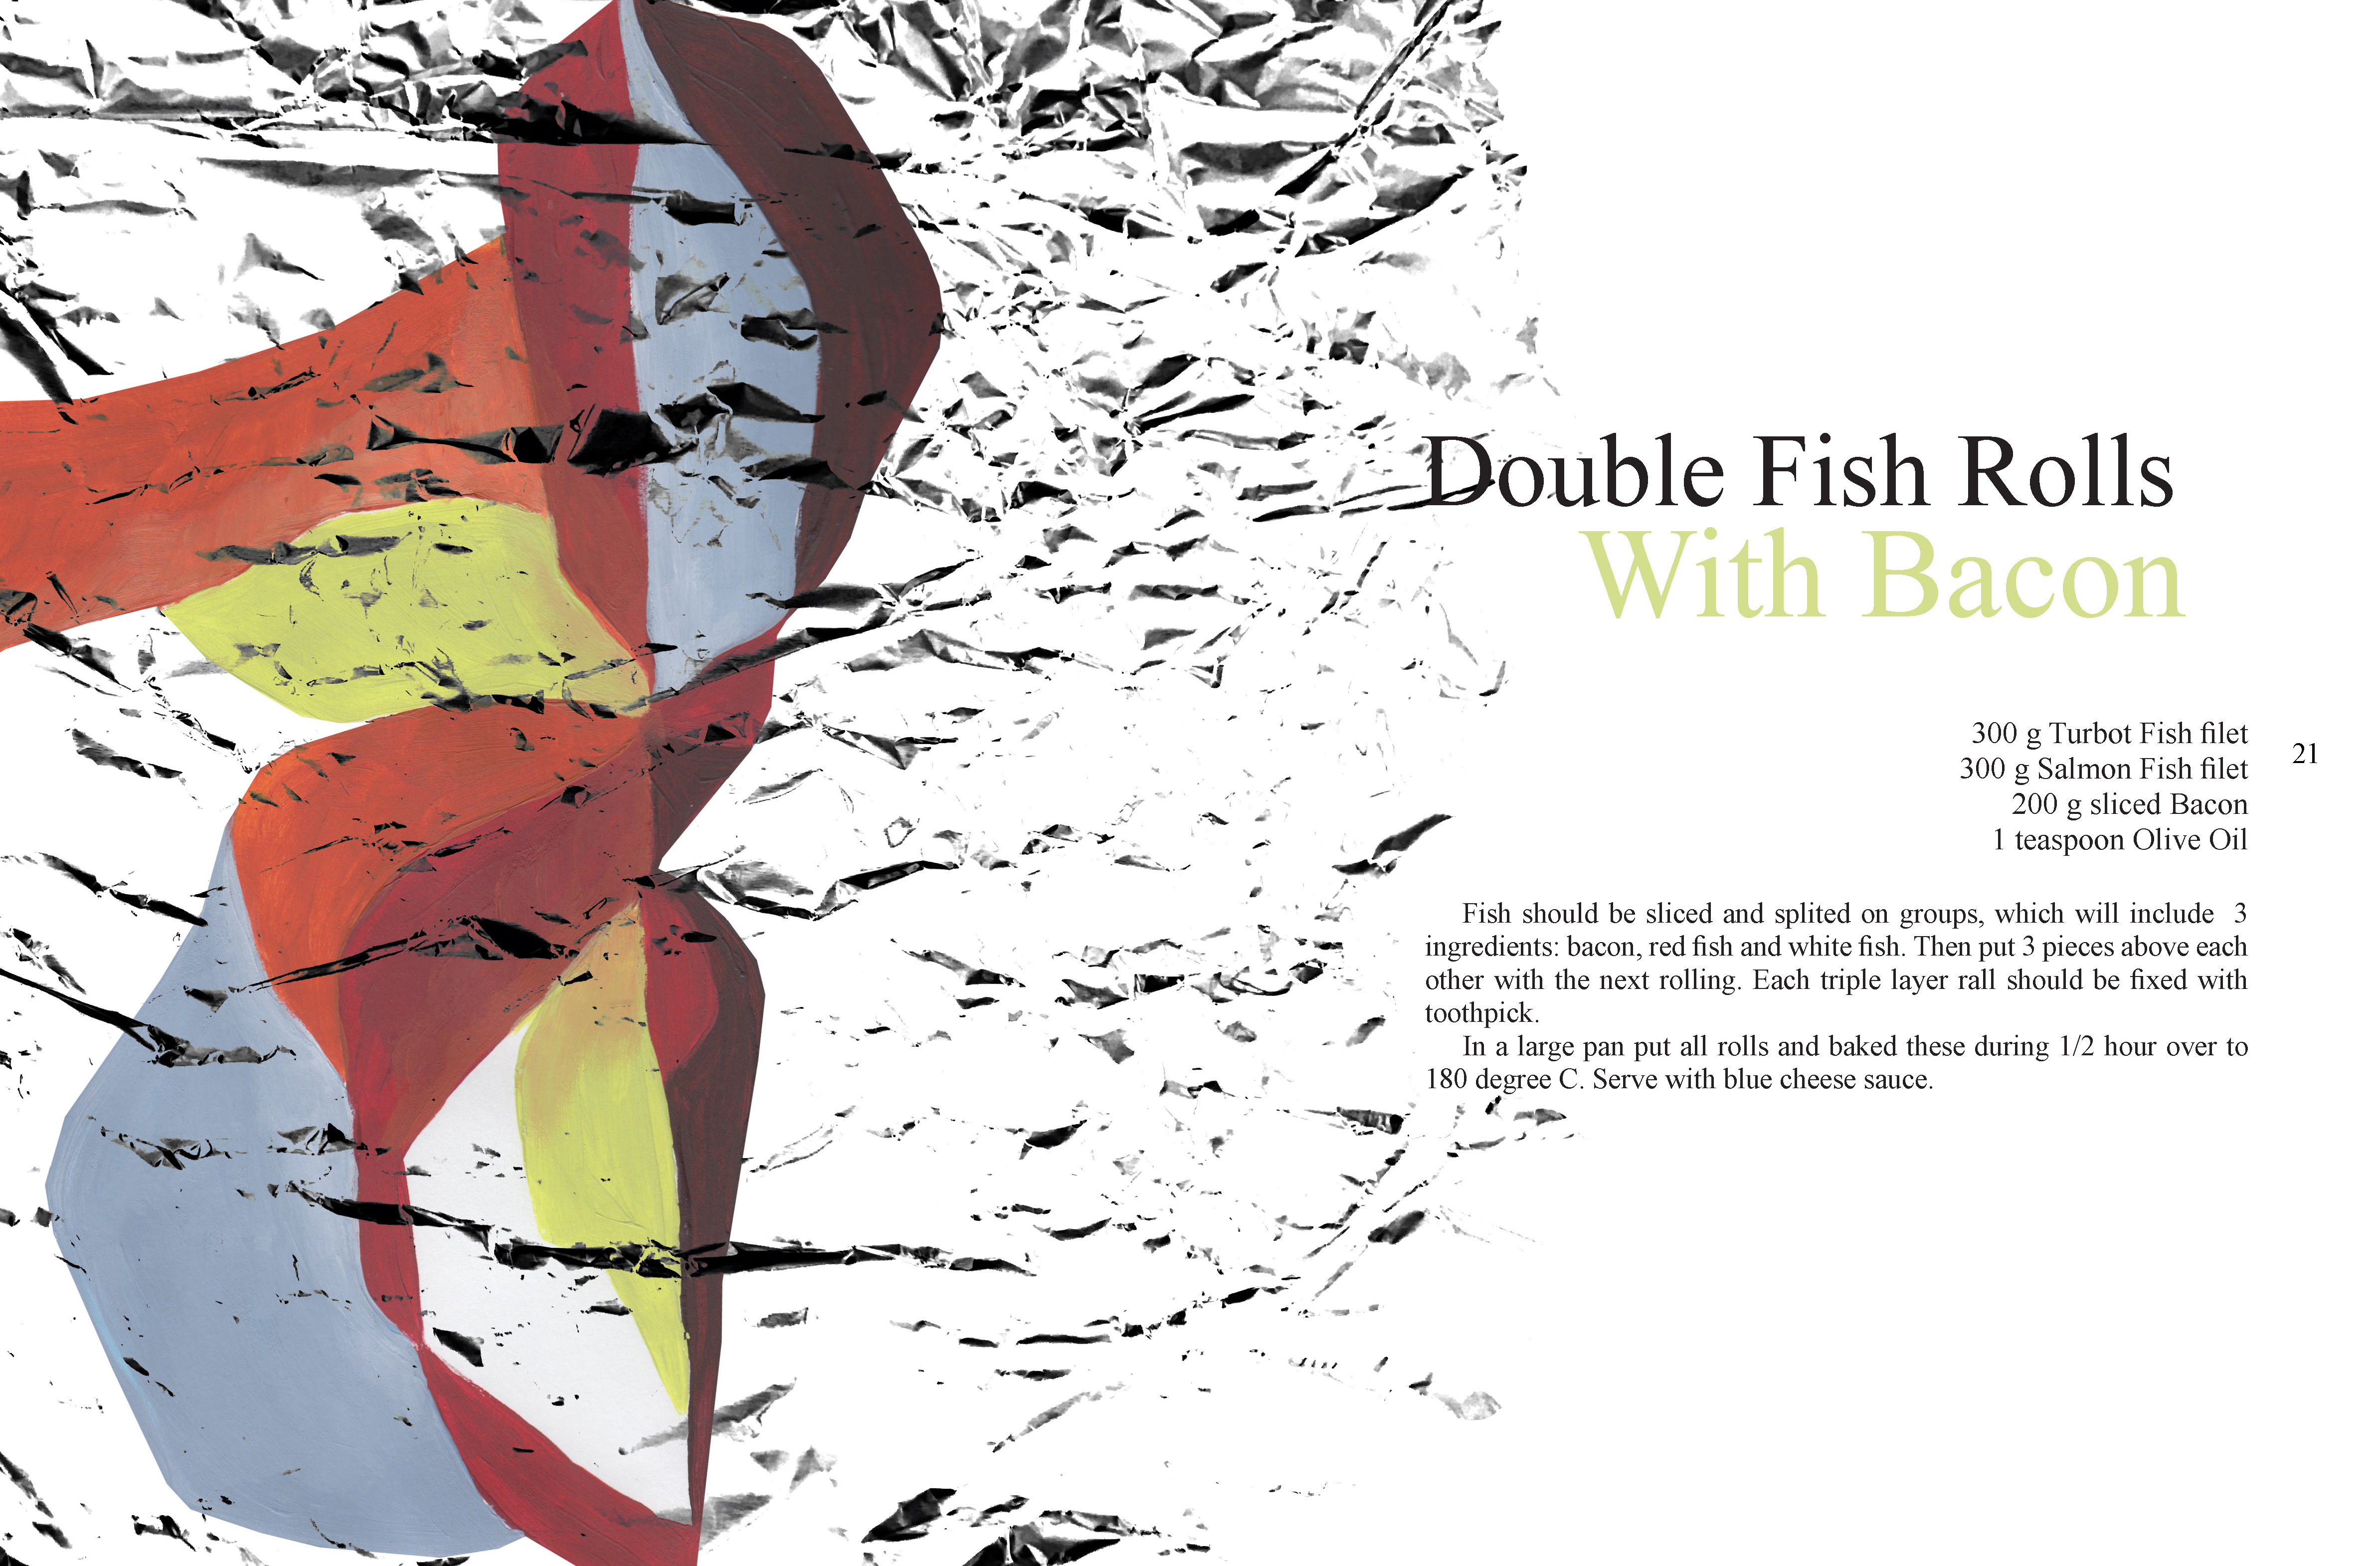 Double Fish Rolls
With Bacon
300 g Turbot Fish filet
300 g Salmon Fish filet
200 g sliced Bacon
1 teaspoon Olive Oil
21
Fish should be sliced and splited on groups, which will include 3
ingredients: bacon, red fish and white fish. Then put 3 pieces above each
other with the next rolling. Each triple layer rall should be fixed with
toothpick.
In a large pan put all rolls and baked these during 1/2 hour over to
180 degree C. Serve with blue cheese sauce.